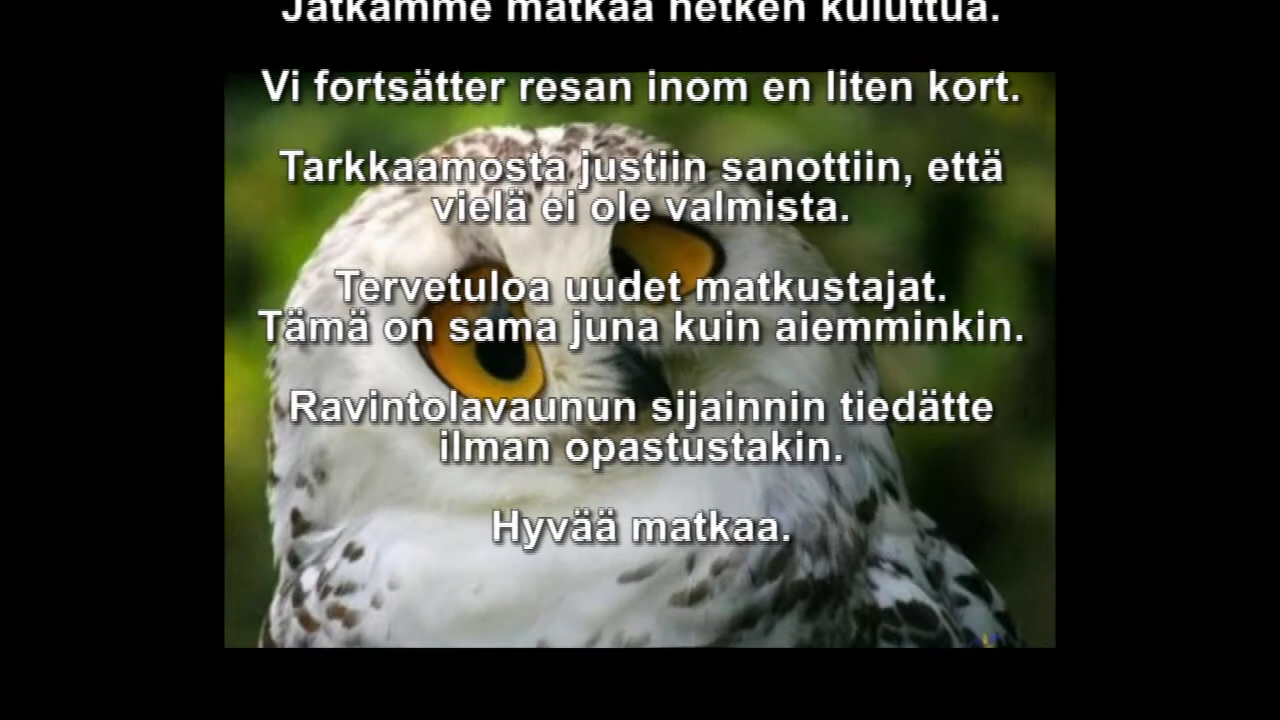 Jatkamme matkaa hetken kuluttua.
Vi fortsätter resan inom en liten kort.
Tarkkaamosta justiin sanottiin, että
vielä ei ole valmista.
Tervetuloa uudet matkustajat.
Tämä on sama juna kuin aiemminkin.
Ravintolavaunun sijainnin tiedätte
ilman opastustakin.
Hyvää matkaa.